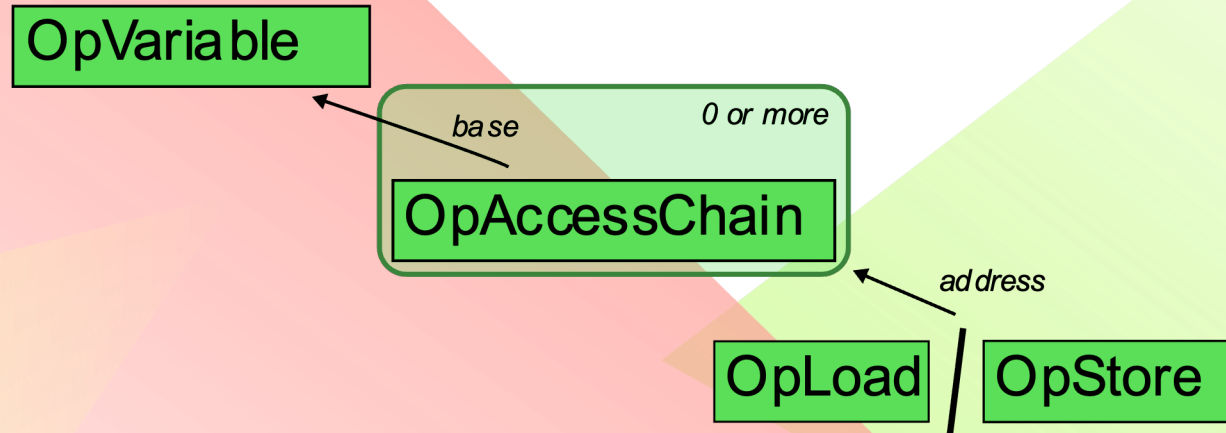 OpVariable
base
0 or more
OpAccessChain
address
OpLoad
OpStore